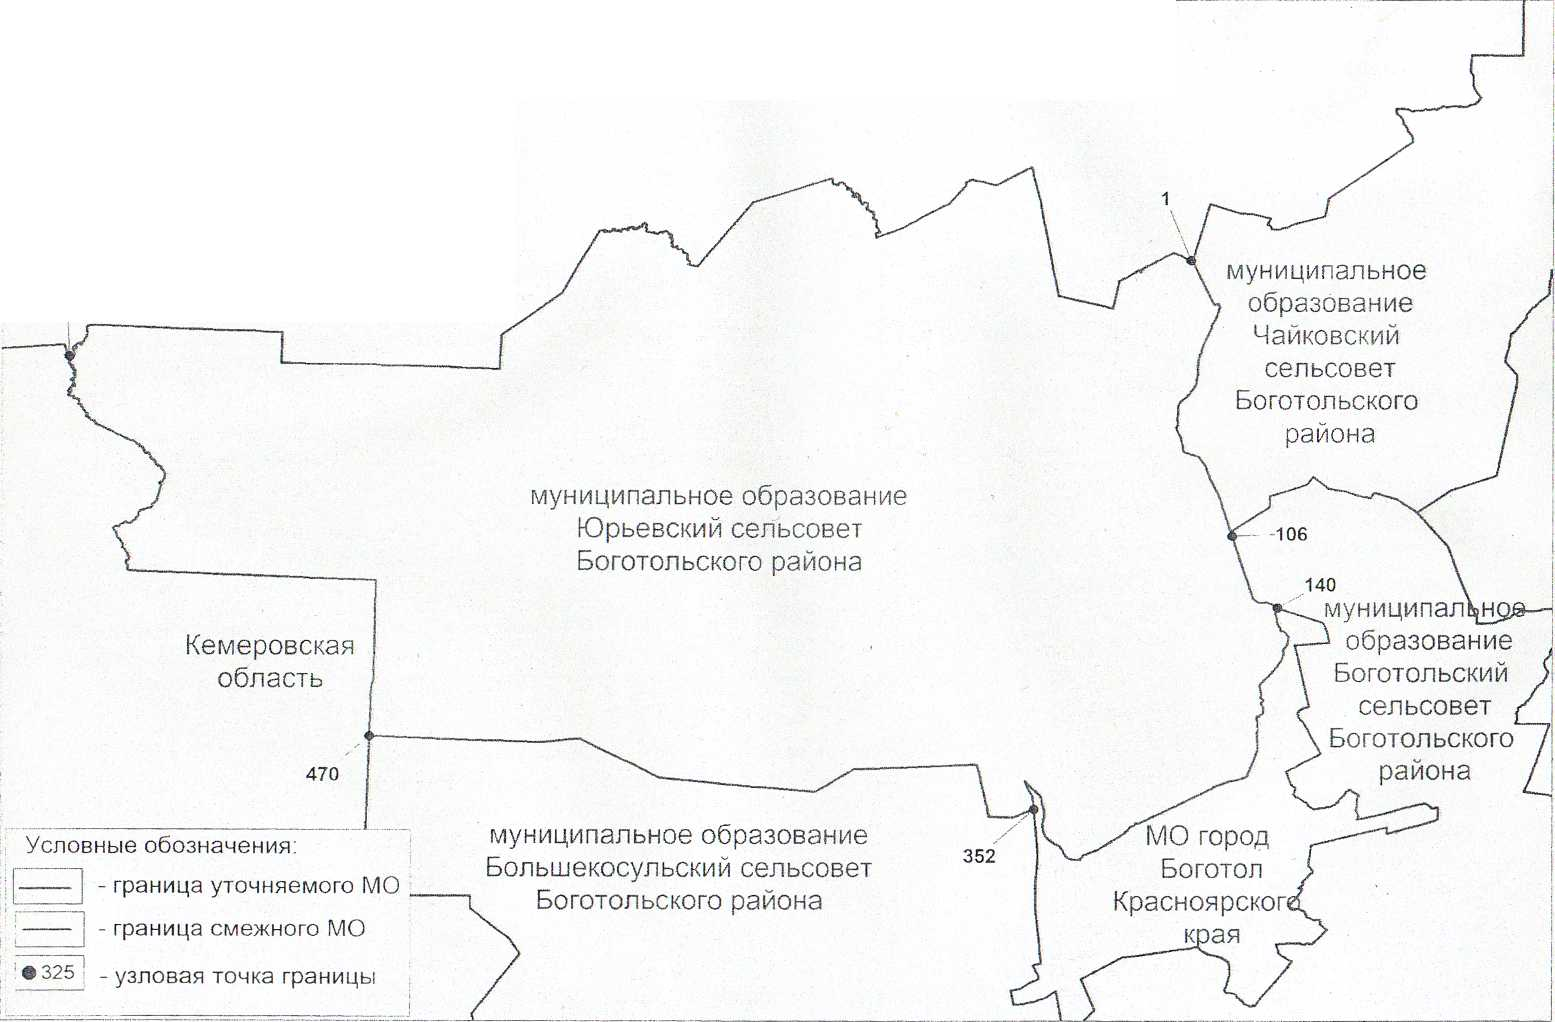 1
муниципальное
образование
Чайковский
сельсовет
Боготольского
района
муниципальное образование
Юрьевский сельсовет
Боготольского района
106
140
муниципальное
образование
Боготольский
сельсовет
Боготольского
района
Кемеровская
область
470
352
муниципальное образование
Большекосульский сельсовет
Боготольского района
МО город
Боготол
Красноярского
края
Условные обозначения:
- граница уточняемого МО
- граница смежного МО
325 - узловая точка границы